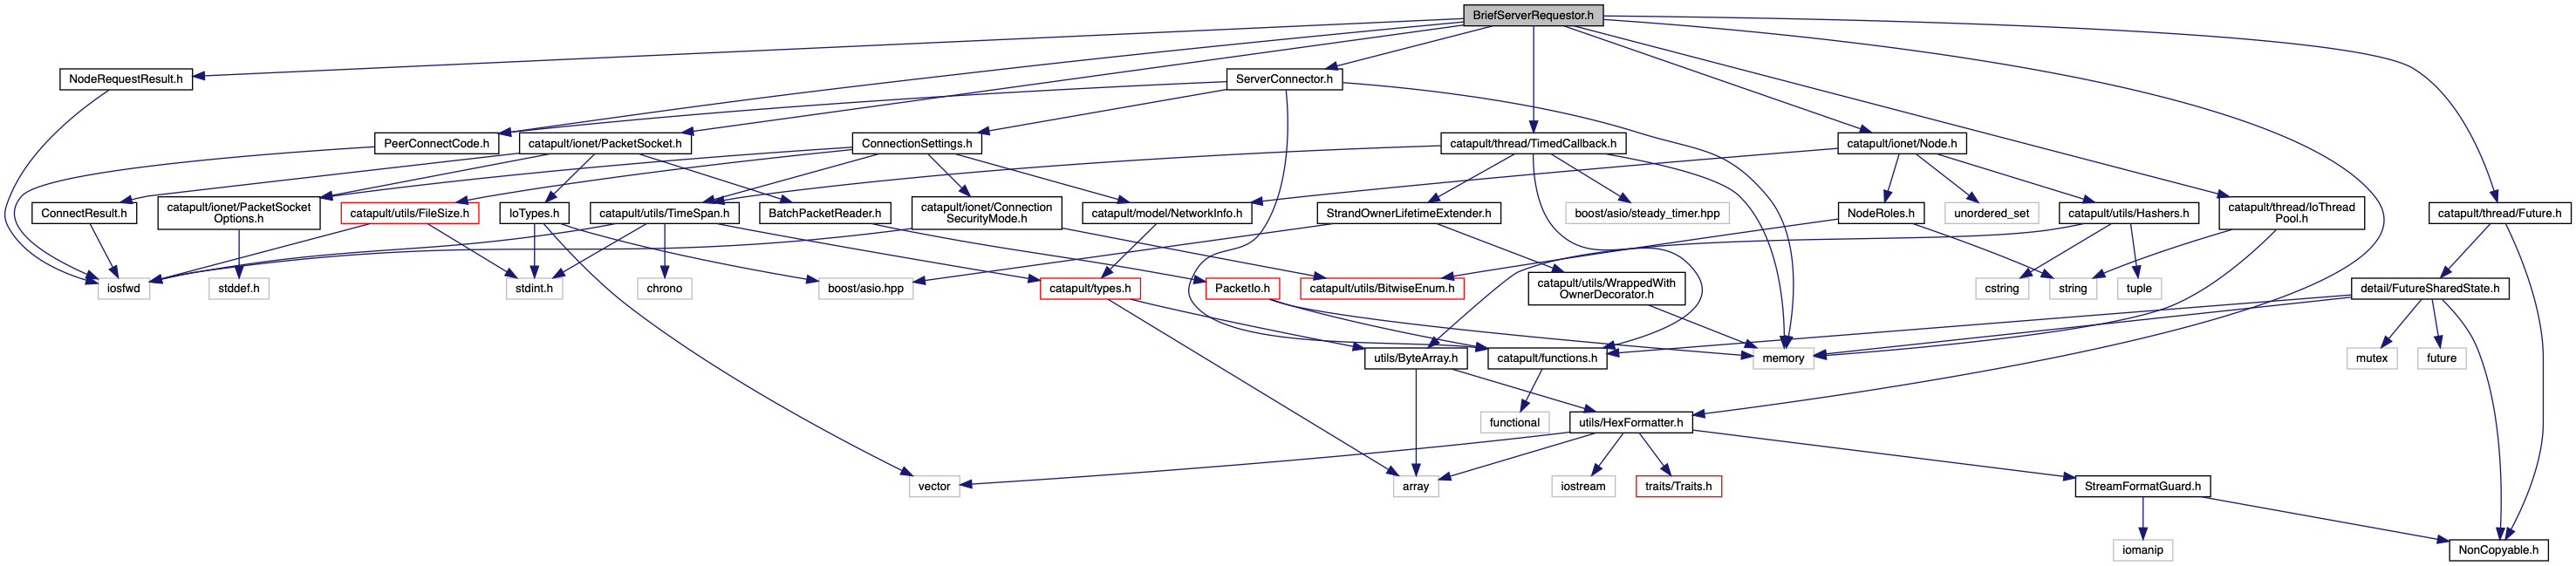 BriefServerRequestor.h
NodeRequestResult.h
ServerConnector.h
PeerConnectCode.h
catapult/ionet/PacketSocket.h
ConnectionSettings.h
catapult/thread/TimedCallback.h
catapult/ionet/Node.h
ConnectResult.h
catapult/ionet/PacketSocket
Options.h
catapult/utils/FileSize.h
IoTypes.h
catapult/utils/TimeSpan.h
BatchPacketReader.h
catapult/ionet/Connection
SecurityMode.h
catapult/model/NetworkInfo.h
StrandOwnerLifetimeExtender.h
boost/asio/steady_timer.hpp
NodeRoles.h
unordered_set
catapult/utils/Hashers.h
catapult/thread/IoThread
Pool.h
catapult/thread/Future.h
iosfwd
stddef.h
stdint.h
chrono
boost/asio.hpp
catapult/types.h
PacketIo.h
catapult/utils/BitwiseEnum.h
catapult/utils/WrappedWith
OwnerDecorator.h
cstring
string
tuple
detail/FutureSharedState.h
utils/ByteArray.h
catapult/functions.h
memory
mutex
future
functional
utils/HexFormatter.h
vector
array
iostream
traits/Traits.h
StreamFormatGuard.h
iomanip
NonCopyable.h